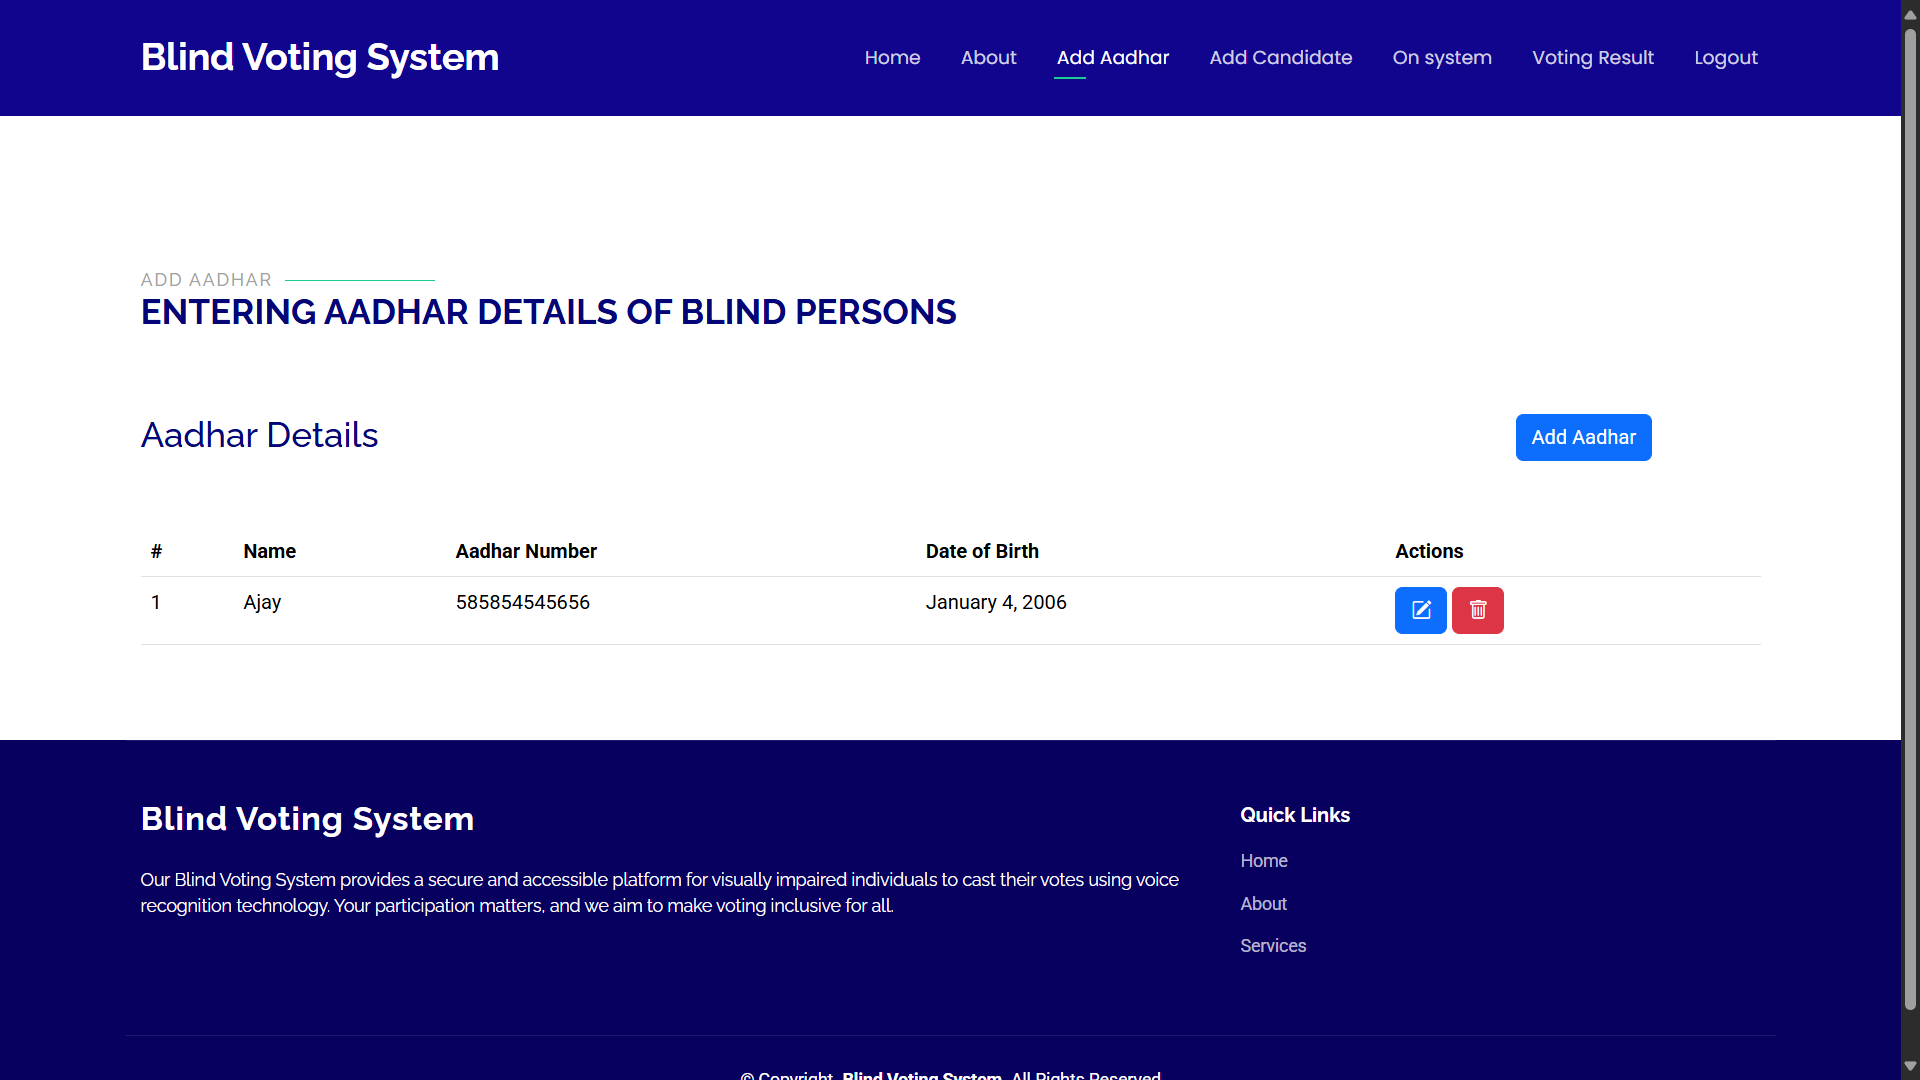 Blind Voting System
Home About Add Aadhar Add Candidate On system Voting Result Logout
ADD AADHAR
ENTERING AADHAR DETAILS OF BLIND PERSONS
Aadhar Details
Add Aadhar
# Name Aadhar Number Date of Birth Actions
1 Ajay 585854545656 January 4, 2006
Blind Voting System
Our Blind Voting System provides a secure and accessible platform for visually impaired individuals to cast their votes using voice
recognition technology. Your participation matters, and we aim to make voting inclusive for all.
Quick Links
Home
About
Services
© Copyright Blind Voting System All Rights Reserved